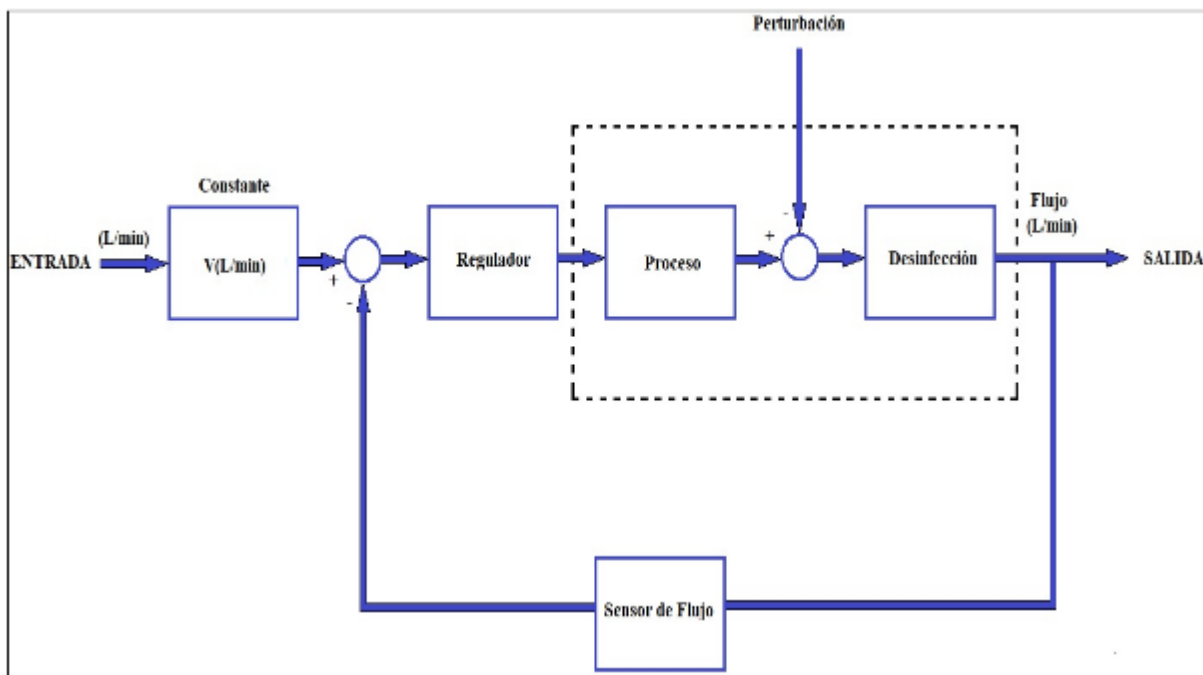 Perturbación
Constante
Flujo
(L/min)
(L/min)
ENTRADA
V(L/min)
+
-
Regulador
Proceso
+
-
Desinfección
SALIDA
Sensor de Flujo